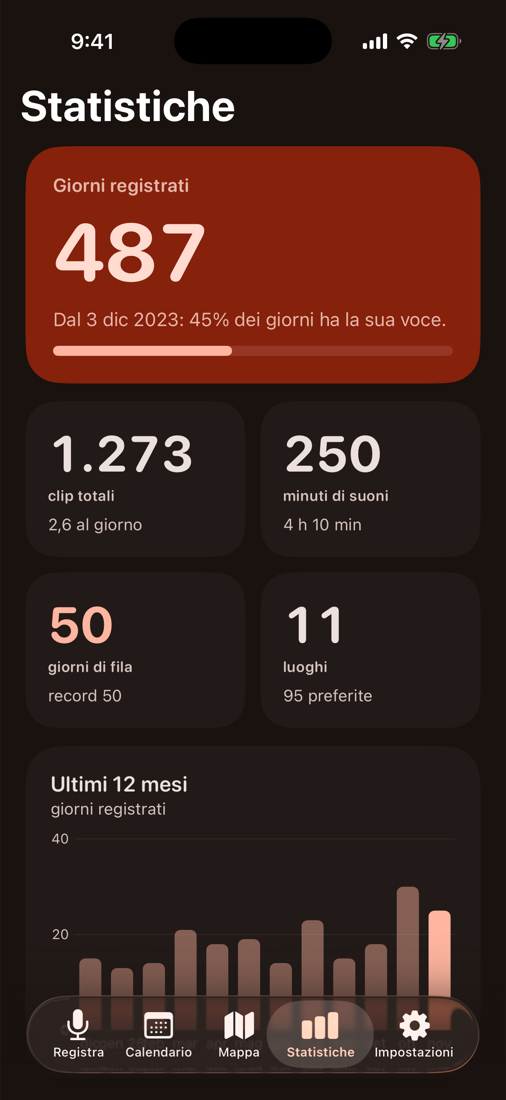 9:41
Statistiche
Giorni registrati
487
Dal 3 dic 2023: 45% dei giorni ha la sua voce.
1.273
clip totali
2,6 al giorno
250
minuti di suoni
4 h 10 min
50
giorni di fila
record 50
11
luoghi
95 preferite
Ultimi 12 mesi
giorni registrati
40
20
Registra
Calendario
Mappa
Statistiche
Impostazioni